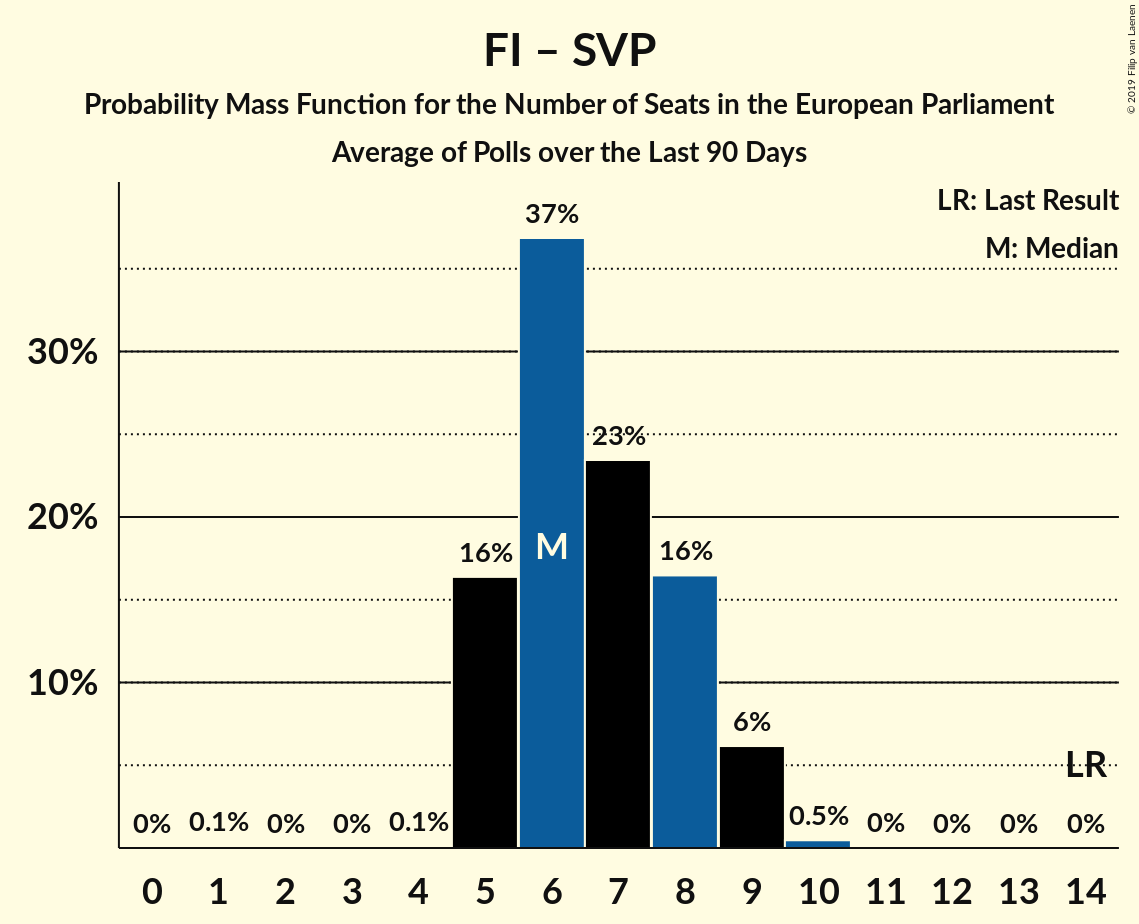 FI – SVP
Probability Mass Function for the Number of Seats in the European Parliament
Average of Polls over the Last 90 Days
© 2019 Filip van Laenen
LR: Last Result
M: Median
37%
30%
23%
20%
16%
M
16%
10%
6%
LR
0%
0.1%
0%
0%
0.1%
0.5%
0%
0%
0%
0%
0 1 2 3 4 5 6 7 8 9 10 11 12 13 14